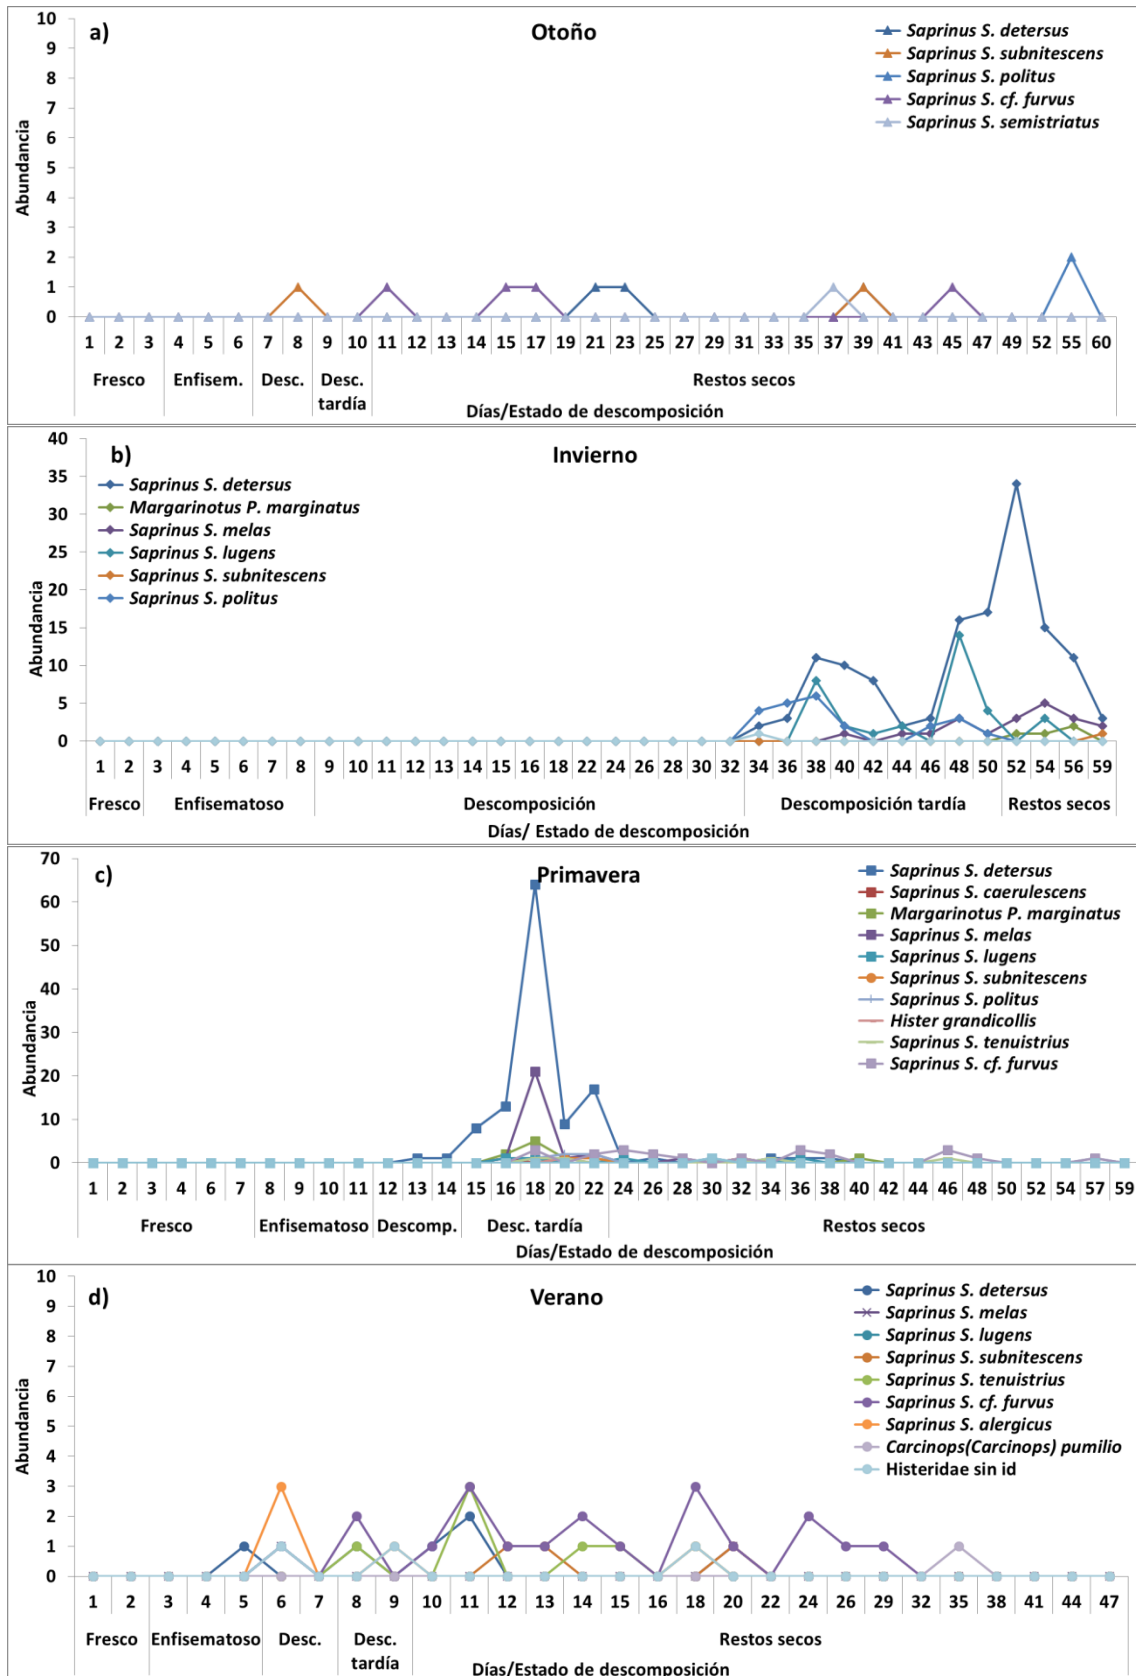 a)
Otoño
Saprinus S. detersus
Saprinus S. subnitescens
Saprinus S. politus
Saprinus S. cf. furvus
Saprinus S. semistriatus
Abundancia
10
9
8
7
6
5
4
3
2
1
0
1 2 3 4 5 6 7 8 9 10 11 12 13 14 15 17 19 21 23 25 27 29 31 33 35 37 39 41 43 45 47 49 52 55 60
Fresco Enfisem. Desc. Desc. tardía Restos secos
Días/Estado de descomposición
b)
Invierno
Saprinus S. detersus
Margarinotus P. marginatus
Saprinus S. melas
Saprinus S. lugens
Saprinus S. subnitescens
Saprinus S. politus
Abundancia
40
35
30
25
20
15
10
5
0
1 2 3 4 5 6 7 8 9 10 11 12 13 14 15 16 18 20 22 24 26 28 30 32 34 36 38 40 42 44 46 48 50 52 54 56 59
Fresco Enfisematoso Descomposición Descomposición tardía Restos secos
Días/ Estado de descomposición
c)
Primavera
Saprinus S. detersus
Saprinus S. caerulescens
Margarinotus P. marginatus
Saprinus S. melas
Saprinus S. lugens
Saprinus S. subnitescens
Saprinus S. politus
Hister grandicollis
Saprinus S. tenuistrius
Saprinus S. cf. furvus
Abundancia
70
60
50
40
30
20
10
0
1 2 3 4 6 7 8 9 10 11 12 13 14 15 16 18 20 22 24 26 28 30 32 34 36 38 40 42 44 46 48 50 52 54 57 59
Fresco Enfisematoso Descomp. Desc. tardía Restos secos
Días/Estado de descomposición
d)
Verano
Saprinus S. detersus
Saprinus S. melas
Saprinus S. lugens
Saprinus S. subnitescens
Saprinus S. tenuistrius
Saprinus S. cf. furvus
Saprinus S. alergicus
Carcinops(Carcinops) pumilio
Histeridae sin id
Abundancia
10
9
8
7
6
5
4
3
2
1
0
1 2 3 4 5 6 7 8 9 10 11 12 13 14 15 16 18 20 22 24 26 29 32 35 38 41 44 47
Fresco Enfisematoso Desc. Desc. tardía Restos secos
Días/Estado de descomposición